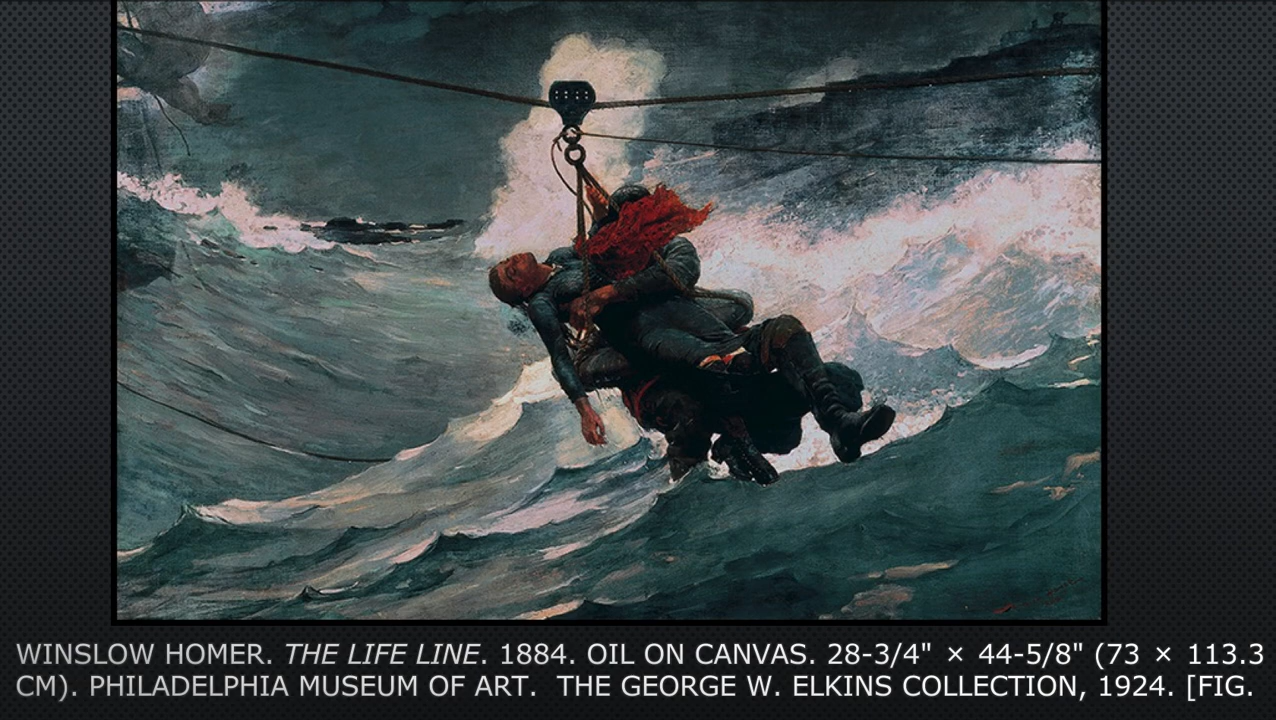 WINSLOW HOMER. THE LIFE LINE. 1884. OIL ON CANVAS. 28-3/4" × 44-5/8" (73 × 113.3
CM). PHILADELPHIA MUSEUM OF ART.  THE GEORGE W. ELKINS COLLECTION, 1924. [FIG.